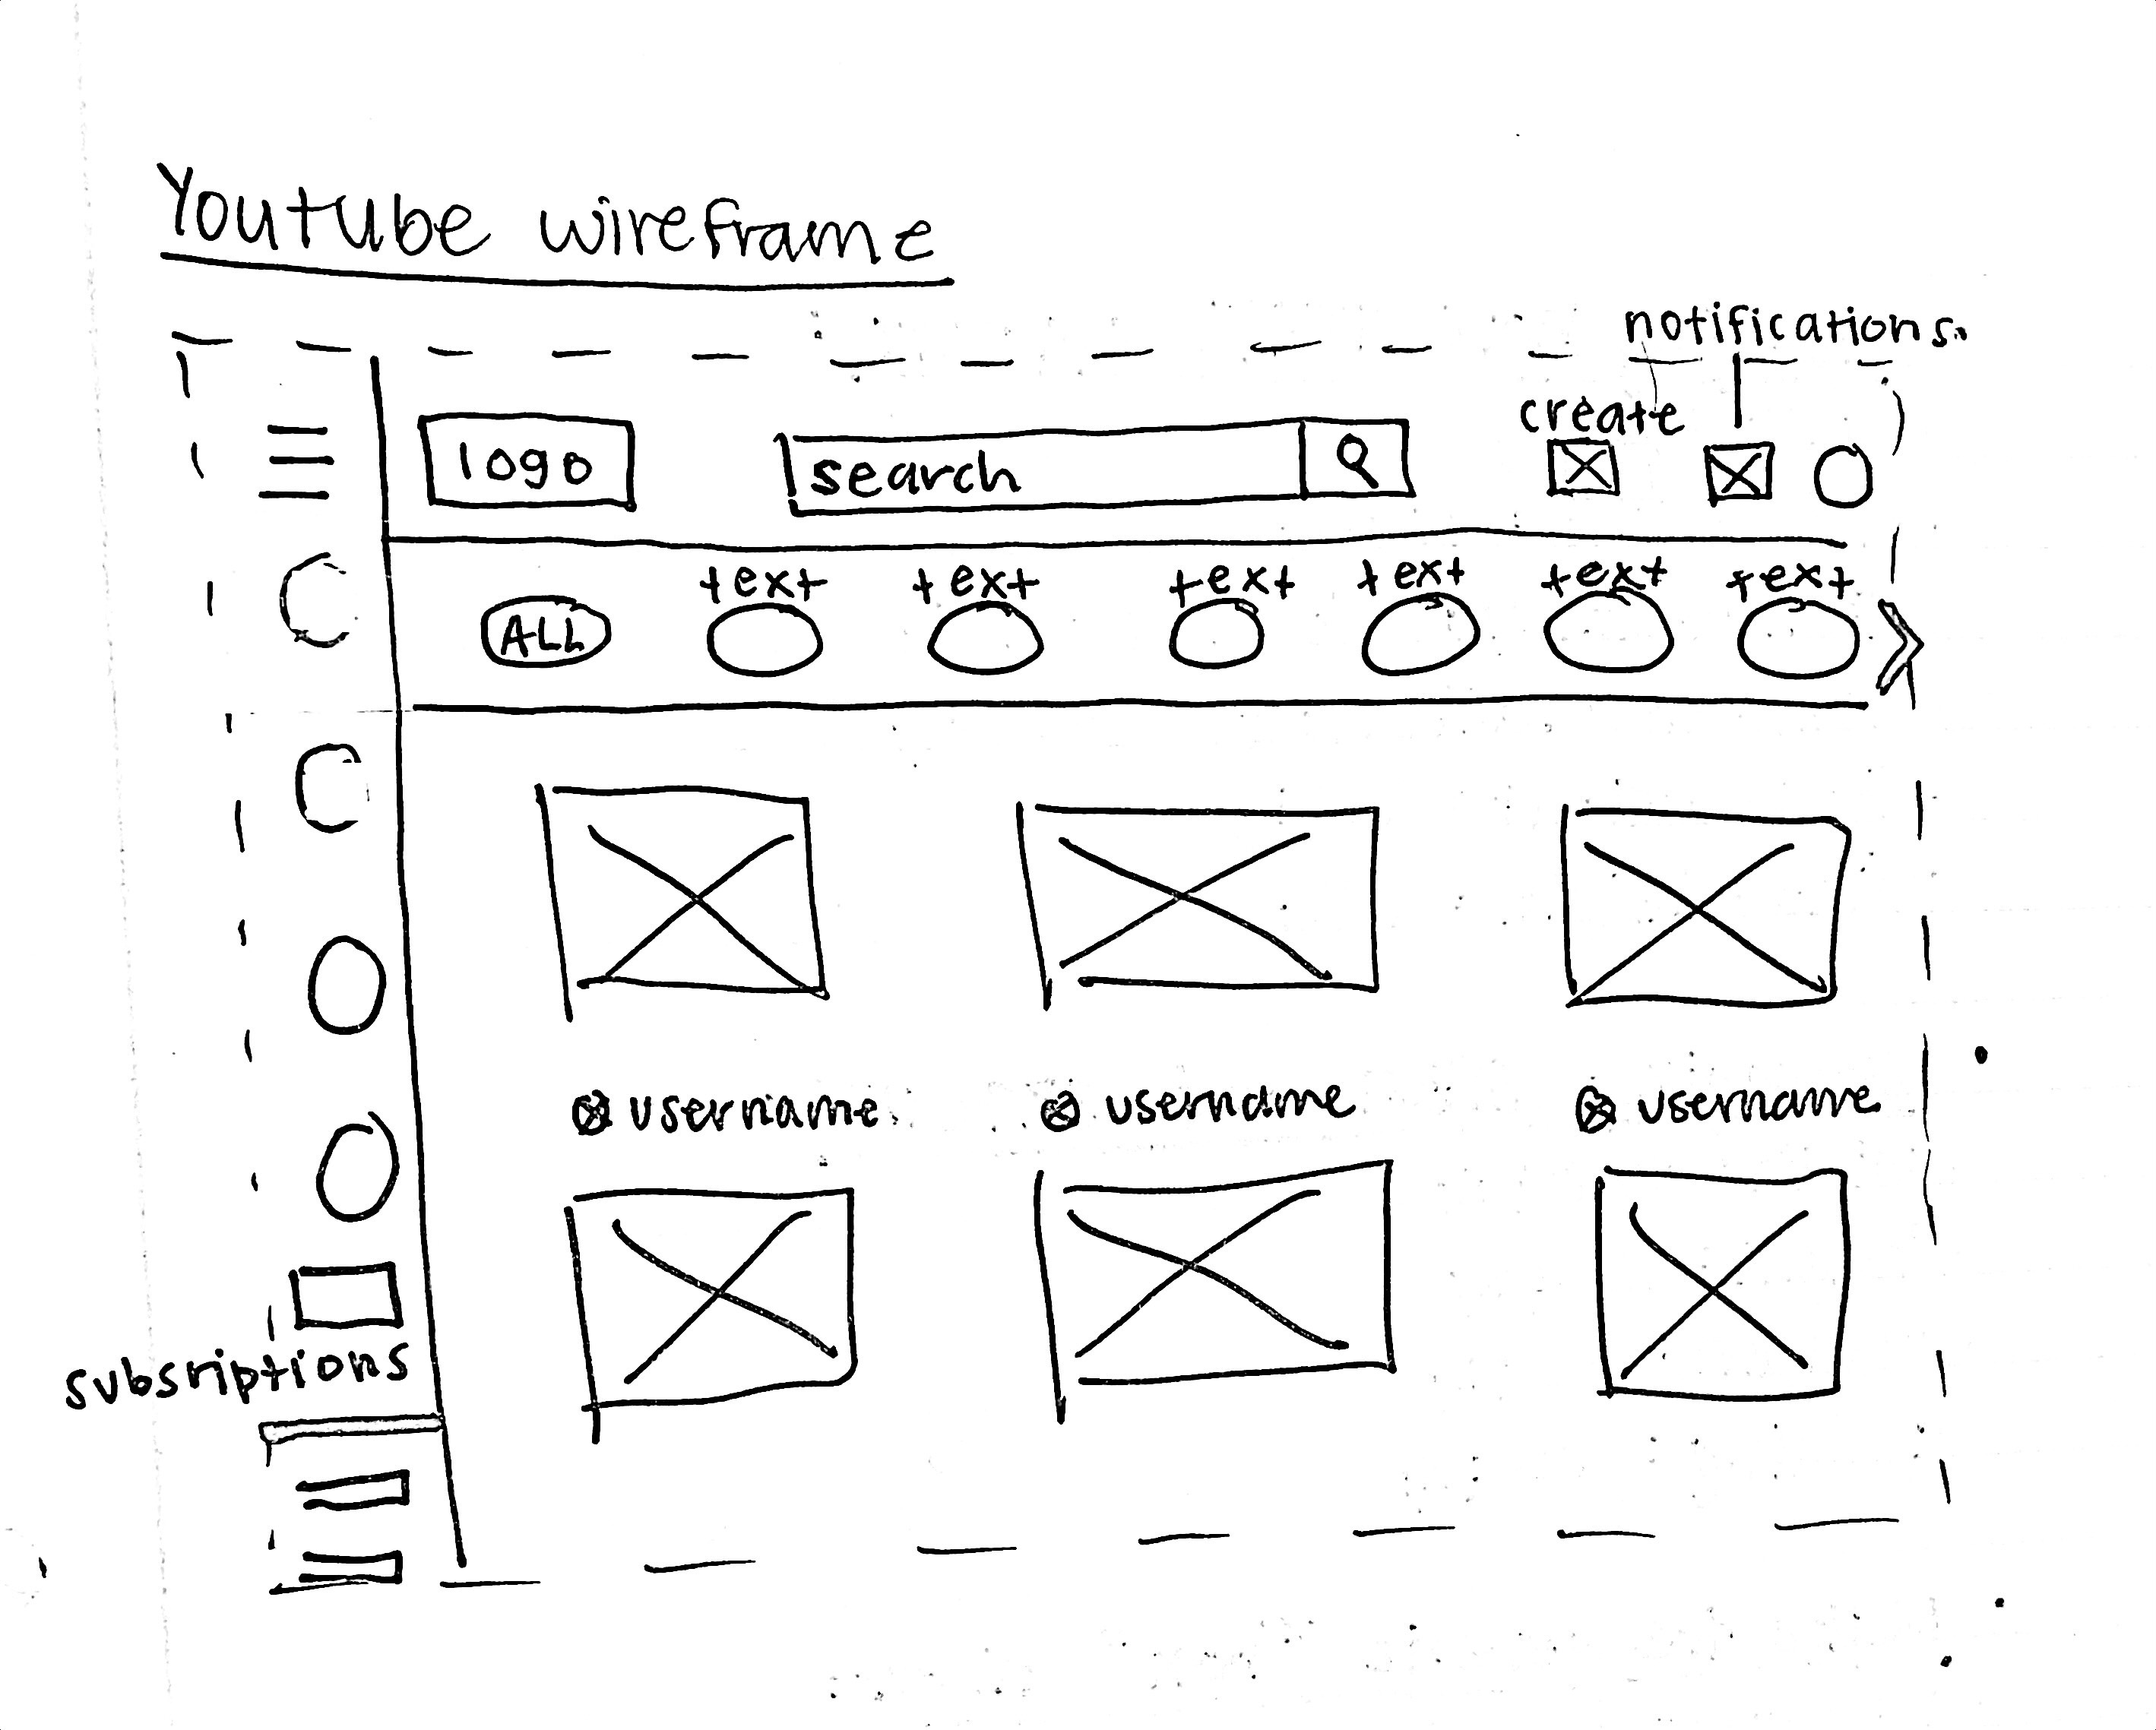 Youtube wireframe
notifications.
create
logo
search
text text text text text text
ALL
username username username
subsriptions